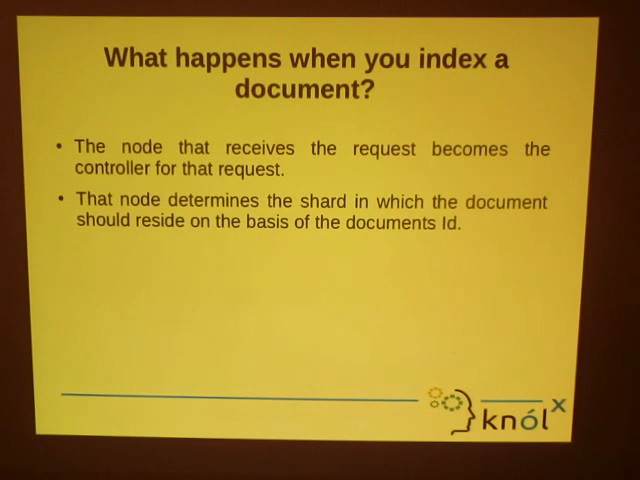 What happens when you index a
document?
• The node that receives the request becomes the
controller for that request.
• That node determines the shard in which the document
should reside on the basis of the documents Id.
knólx